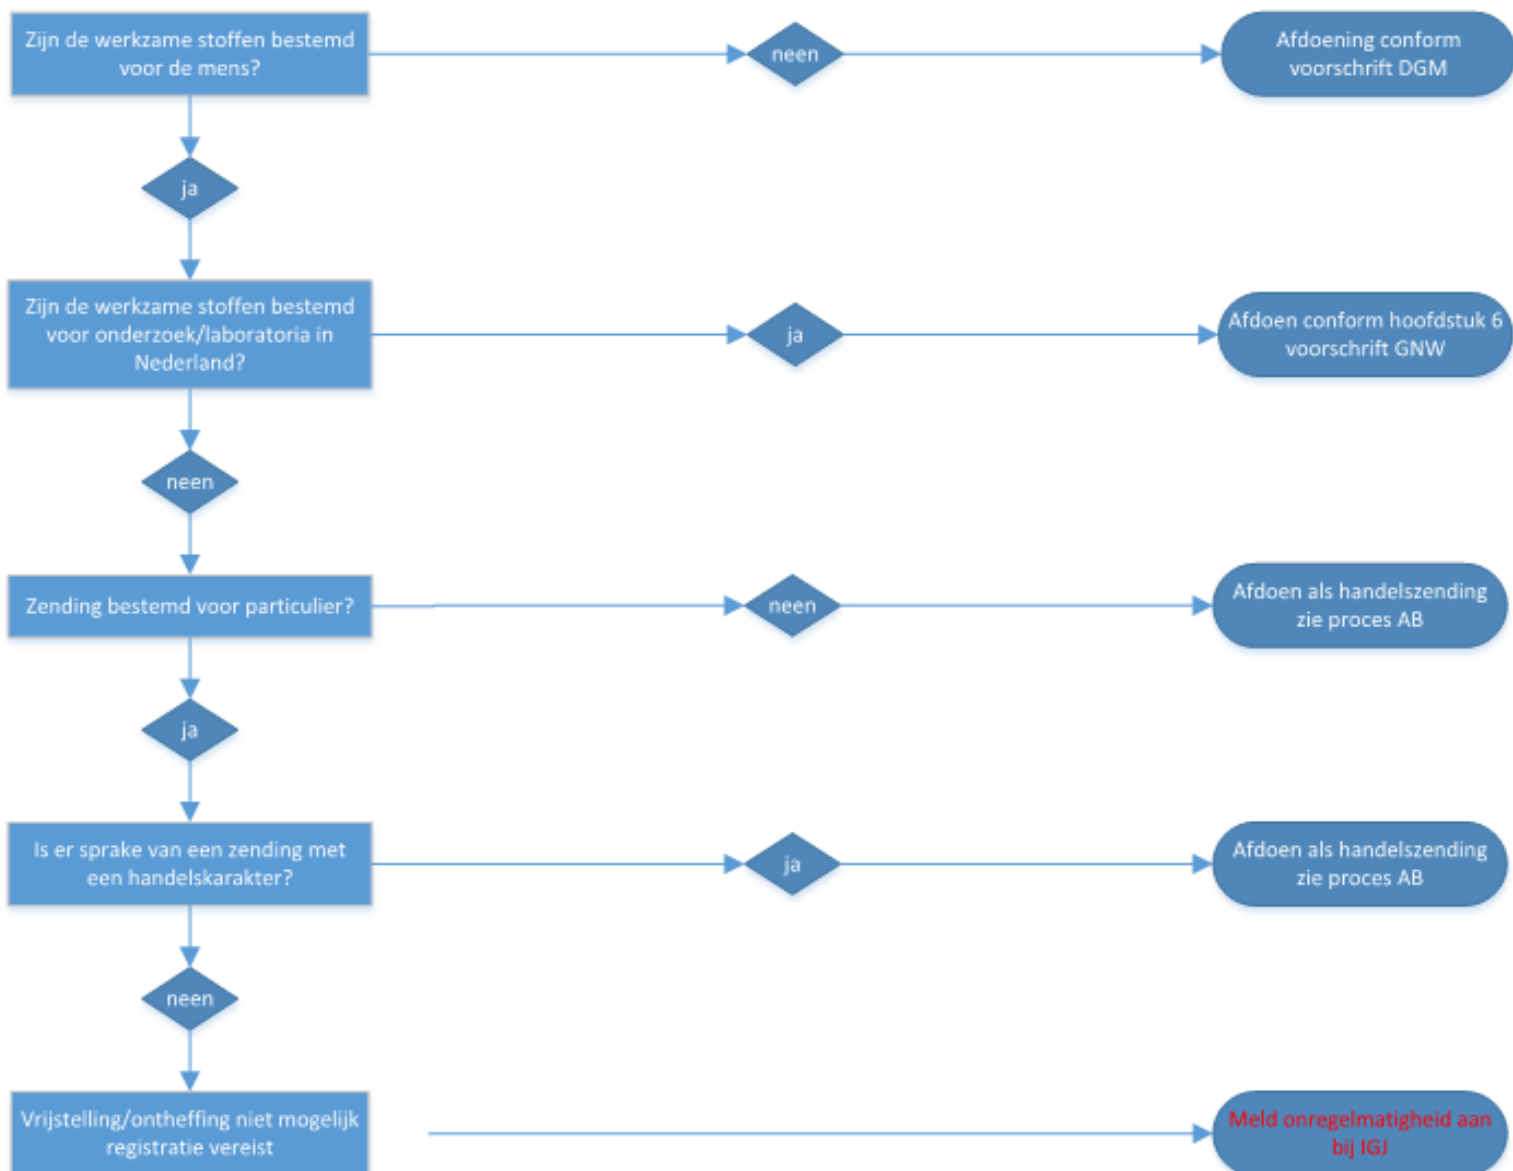 Zijn de werkzame stoffen bestemd
voor de mens?
neen
Afdoening conform
voorschrift DGM
ja
Zijn de werkzame stoffen bestemd
voor onderzoek/laboratoria in
Nederland?
ja
Afdoen conform hoofdstuk 6
voorschrift GNW
neen
Zending bestemd voor particulier?
neen
Afdoen als handelszending
zie proces AB
ja
Is er sprake van een zending met
een handelskarakter?
ja
Afdoen als handelszending
zie proces AB
neen
Vrijstelling/ontheffing niet mogelijk
registratie vereist
Meld onregelmatigheid aan
bij IGJ